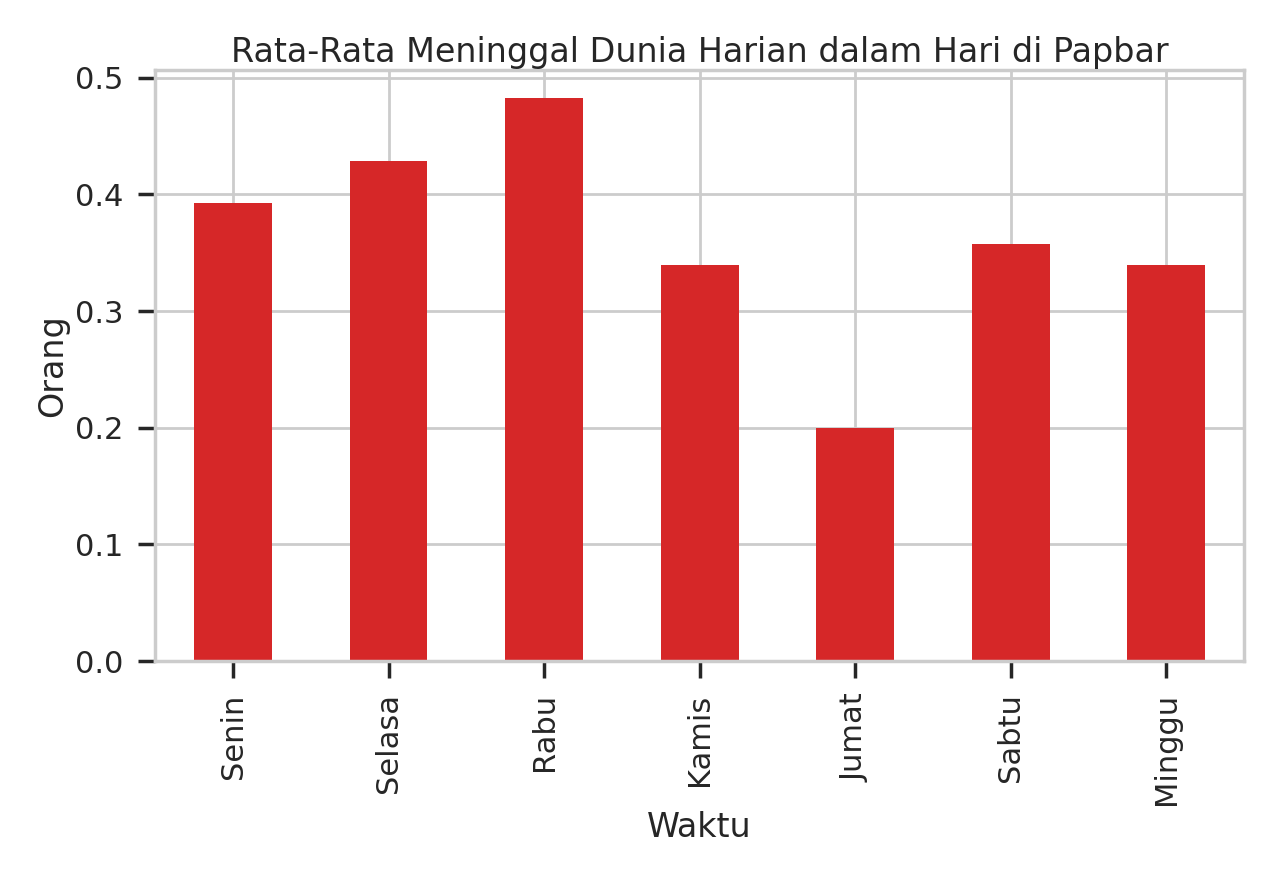 Rata-Rata Meninggal Dunia Harian dalam Hari di Papbar
0.5
0.4
0.3
0.2
0.1
0.0
Orang
Senin
Selasa
Rabu
Kamis
Jumat
Sabtu
Minggu
Waktu